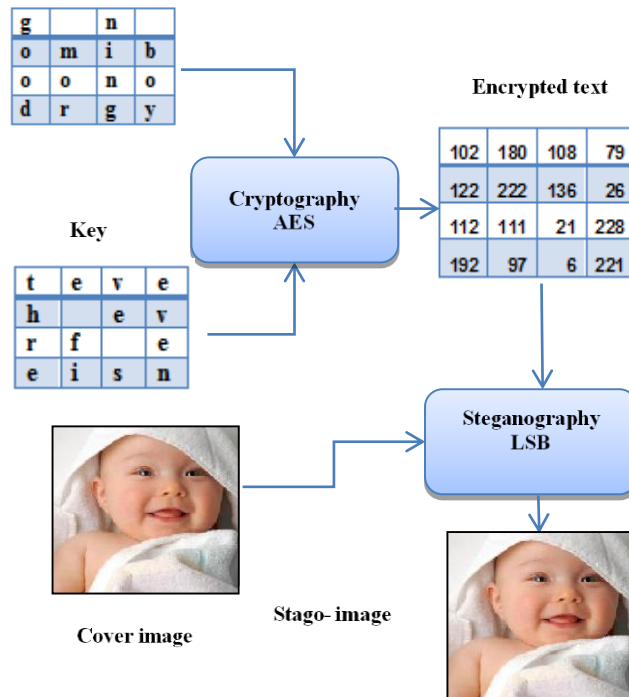 g n
o m i b
o o n o
d r g y
Encrypted text
102 180 108 79
122 222 136 26
112 111 21 228
192 97 6 221
Cryptography
AES
Key
t e v e
h e v
r f e
e i s n
Steganography
LSB
Stago- image
Cover image